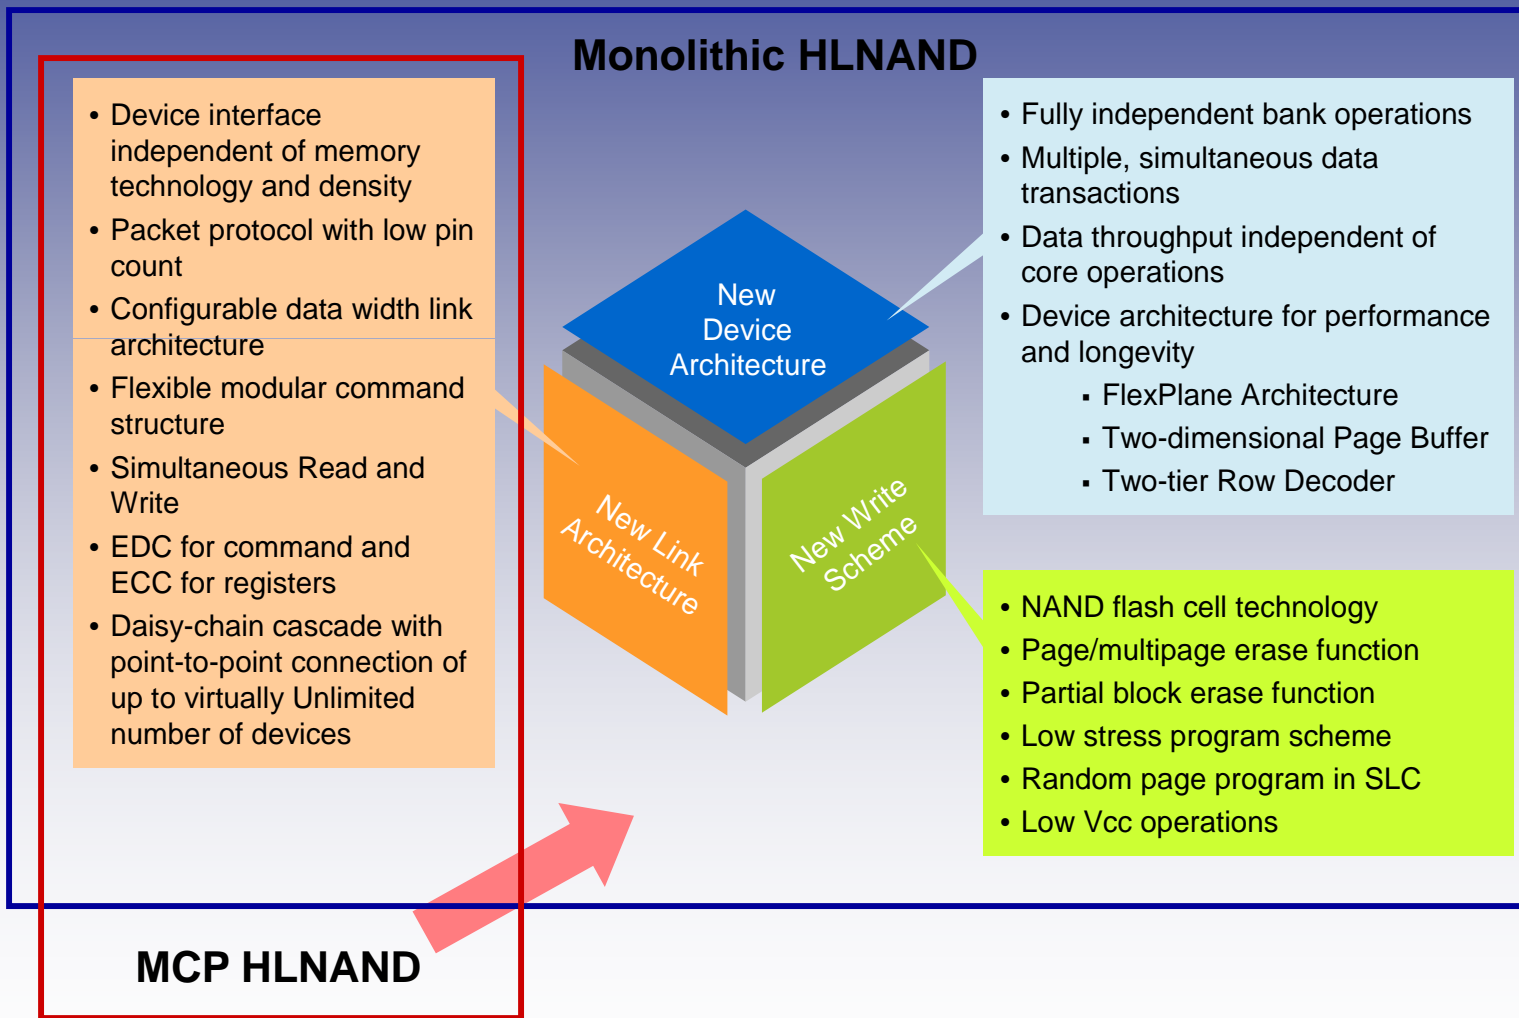 Monolithic HLNAND
• Device interface
independent of memory
technology and density
• Packet protocol with low pin
count
• Configurable data width link
architecture
• Flexible modular command
structure
• Simultaneous Read and
Write
• EDC for command and
ECC for registers
• Daisy-chain cascade with
point-to-point connection of
up to virtually Unlimited
number of devices
New
Device
Architecture
New Link
Architecture
New Write
Scheme
• Fully independent bank operations
• Multiple, simultaneous data
transactions
• Data throughput independent of
core operations
• Device architecture for performance
and longevity
▪ FlexPlane Architecture
▪ Two-dimensional Page Buffer
▪ Two-tier Row Decoder
• NAND flash cell technology
• Page/multipage erase function
• Partial block erase function
• Low stress program scheme
• Random page program in SLC
• Low Vcc operations
MCP HLNAND